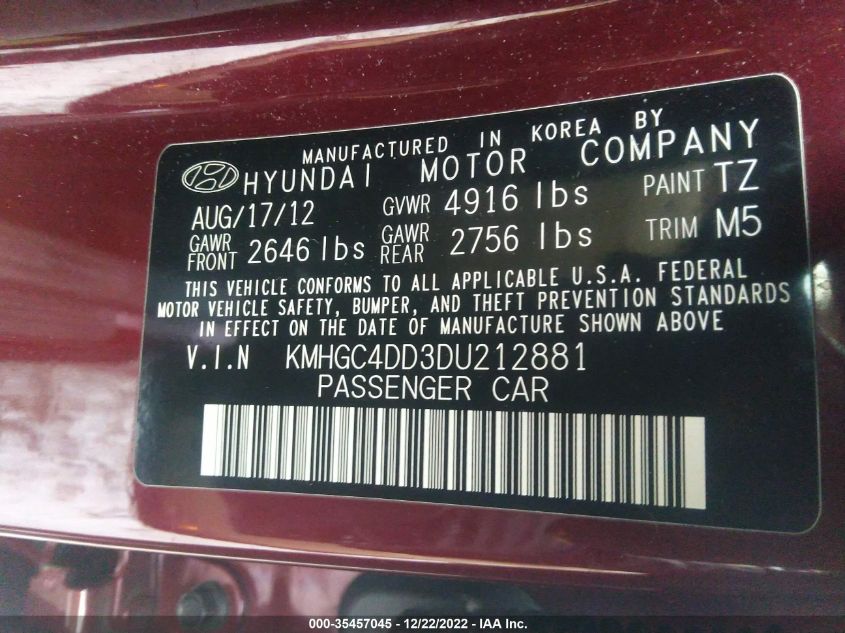 MANUFACTURED IN KOREA BY
HYUNDAI MOTOR COMPANY
AUG/17/12 GVWR 4916 lbs PAINT TZ
GAWR FRONT 2646 lbs GAWR REAR 2756 lbs TRIM M5
THIS VEHICLE CONFORMS TO ALL APPLICABLE U.S.A. FEDERAL
MOTOR VEHICLE SAFETY, BUMPER, AND THEFT PREVENTION STANDARDS
IN EFFECT ON THE DATE OF MANUFACTURE SHOWN ABOVE
V.I.N KMHGC4DD3DU212881
PASSENGER CAR
000-35457045 - 12/22/2022 - IAA Inc.